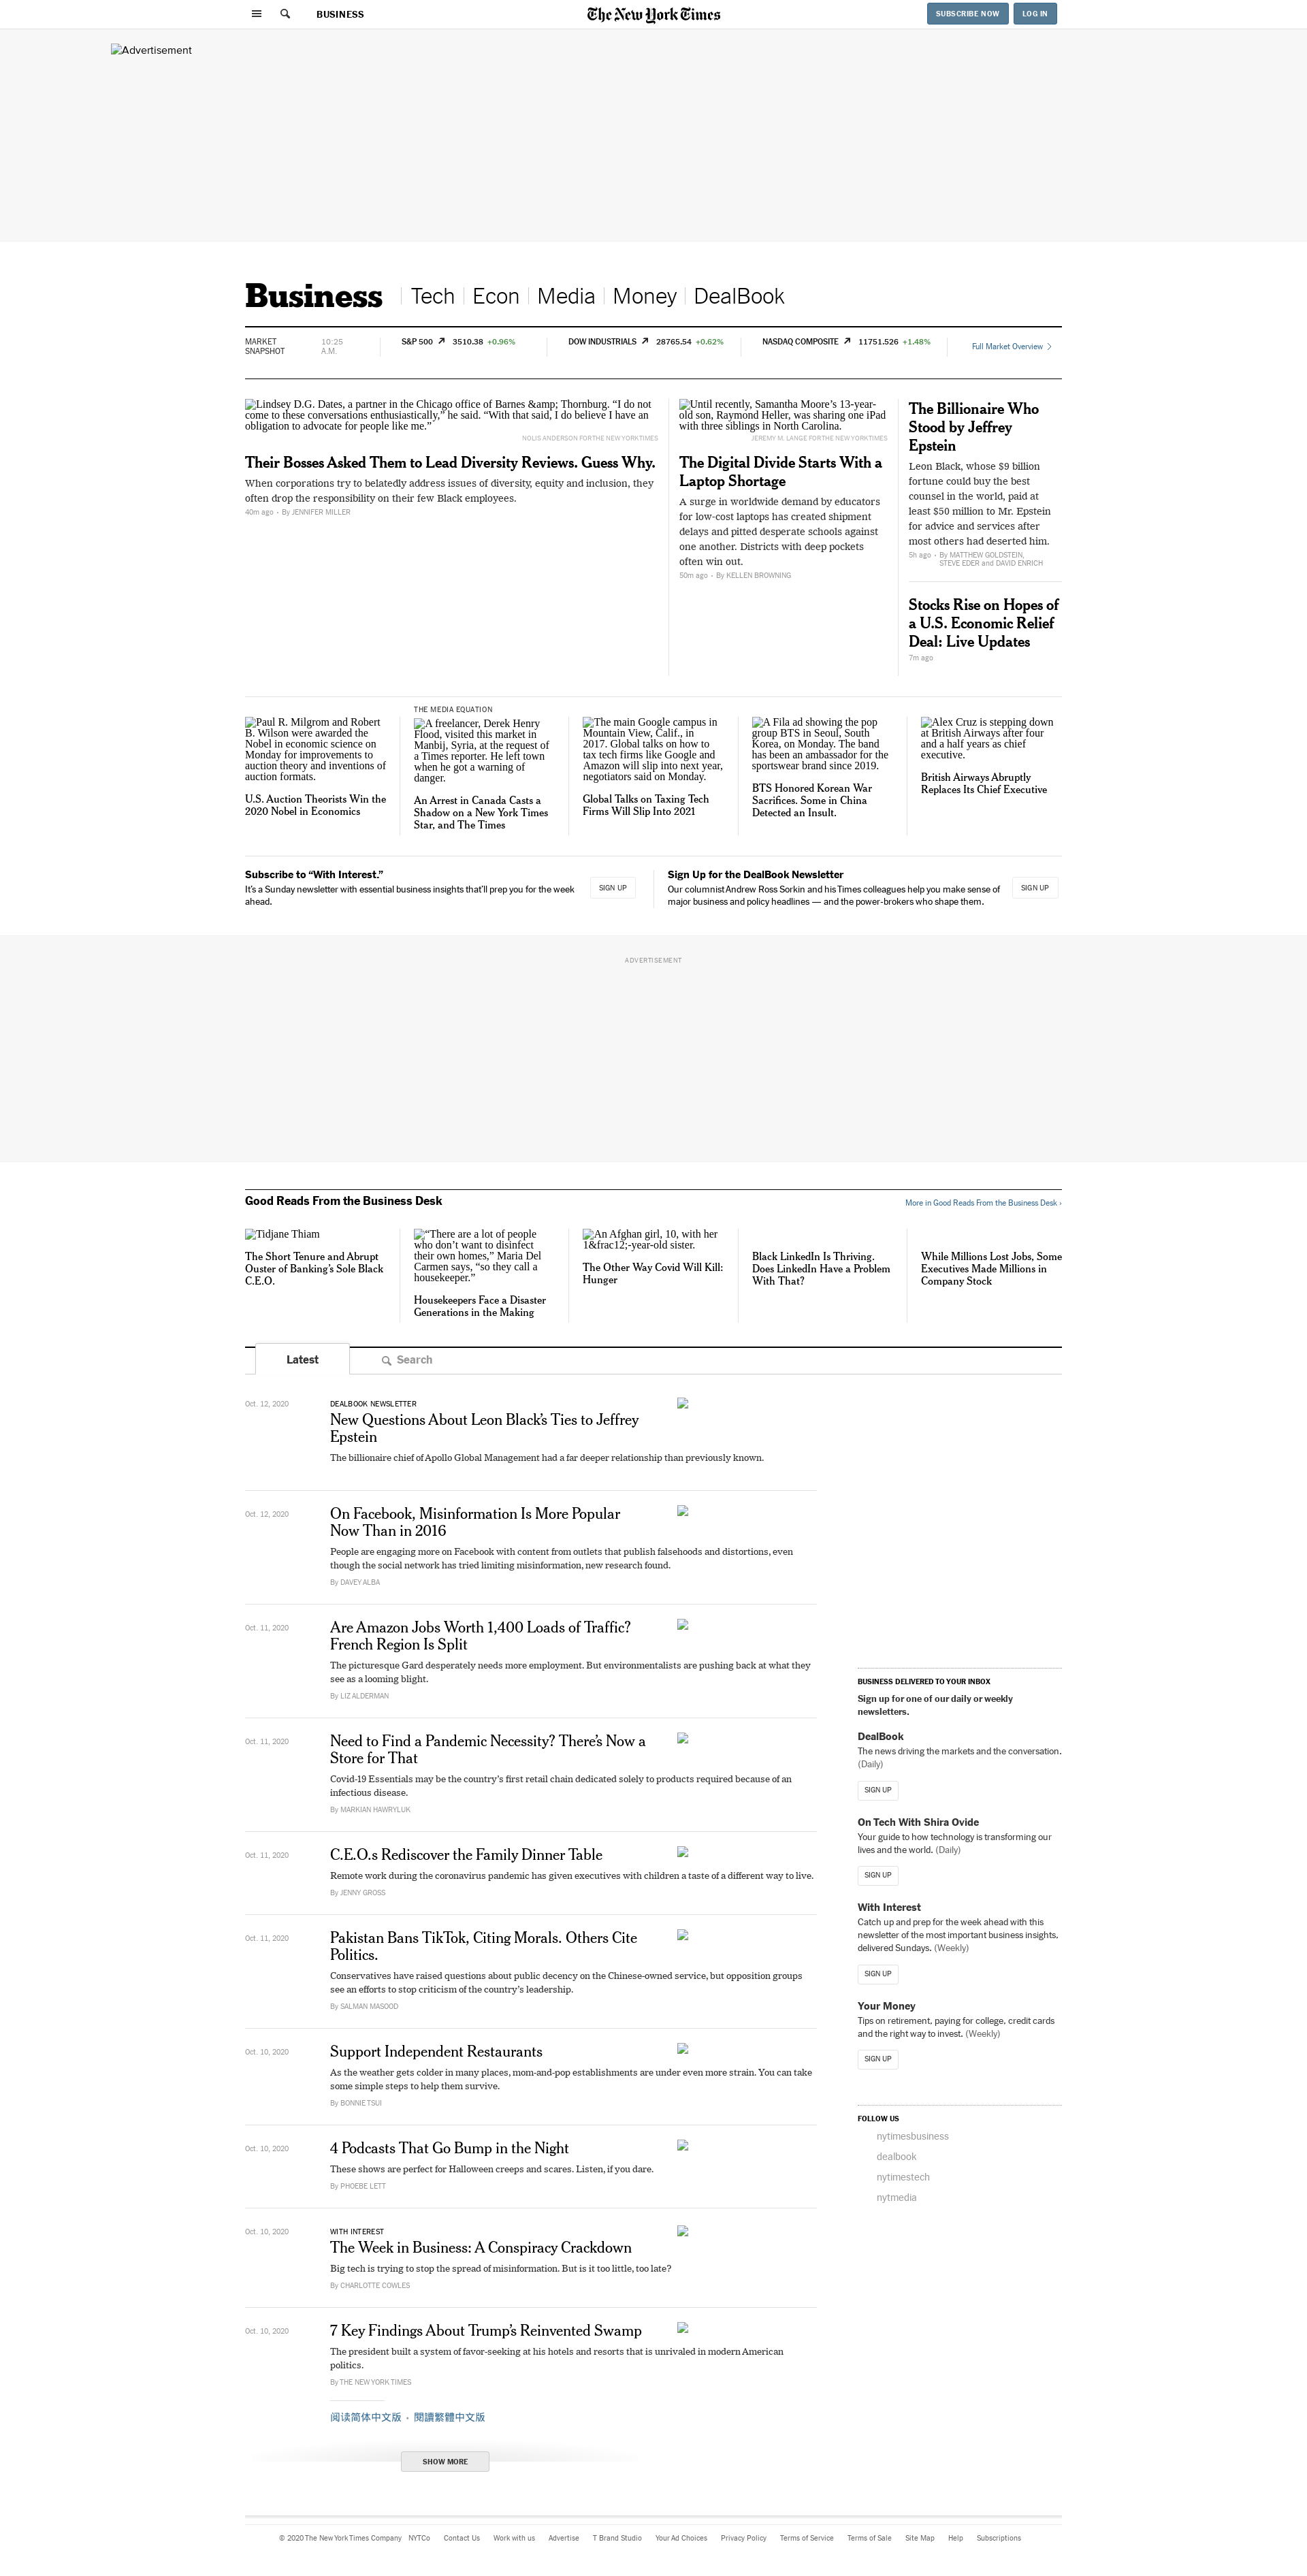 BUSINESS
The New York Times
SUBSCRIBE NOW
LOG IN
Advertisement
Business
Tech
Econ
Media
Money
DealBook
MARKET
SNAPSHOT
10:25
A.M.
S&P 500 3510.38 +0.96%
DOW INDUSTRIALS 28765.54 +0.62%
NASDAQ COMPOSITE 11751.526 +1.48%
Full Market Overview
Lindsey D.G. Dates, a partner in the Chicago office of Barnes &amp; Thornburg. “I do not
come to these conversations enthusiastically,” he said. “With that said, I do believe I have an
obligation to advocate for people like me.”
NOLIS ANDERSON FOR THE NEW YORK TIMES
Their Bosses Asked Them to Lead Diversity Reviews. Guess Why.
When corporations try to belatedly address issues of diversity, equity and inclusion, they
often drop the responsibility on their few Black employees.
40m ago • By JENNIFER MILLER
Until recently, Samantha Moore’s 13-year-
old son, Raymond Heller, was sharing one iPad
with three siblings in North Carolina.
JEREMY M. LANGE FOR THE NEW YORK TIMES
The Digital Divide Starts With a
Laptop Shortage
A surge in worldwide demand by educators
for low-cost laptops has created shipment
delays and pitted desperate schools against
one another. Districts with deep pockets
often win out.
50m ago • By KELLEN BROWNING
The Billionaire Who
Stood by Jeffrey
Epstein
Leon Black, whose $9 billion
fortune could buy the best
counsel in the world, paid at
least $50 million to Mr. Epstein
for advice and services after
most others had deserted him.
5h ago • By MATTHEW GOLDSTEIN,
STEVE EDER and DAVID ENRICH
Stocks Rise on Hopes of
a U.S. Economic Relief
Deal: Live Updates
7m ago
Paul R. Milgrom and Robert
B. Wilson were awarded the
Nobel in economic science on
Monday for improvements to
auction theory and inventions of
auction formats.
U.S. Auction Theorists Win the
2020 Nobel in Economics
THE MEDIA EQUATION
A freelancer, Derek Henry
Flood, visited this market in
Manbij, Syria, at the request of
a Times reporter. He left town
when he got a warning of
danger.
An Arrest in Canada Casts a
Shadow on a New York Times
Star, and The Times
The main Google campus in
Mountain View, Calif., in
2017. Global talks on how to
tax tech firms like Google and
Amazon will slip into next year,
negotiators said on Monday.
Global Talks on Taxing Tech
Firms Will Slip Into 2021
A Fila ad showing the pop
group BTS in Seoul, South
Korea, on Monday. The band
has been an ambassador for the
sportswear brand since 2019.
BTS Honored Korean War
Sacrifices. Some in China
Detected an Insult.
Alex Cruz is stepping down
at British Airways after four
and a half years as chief
executive.
British Airways Abruptly
Replaces Its Chief Executive
Subscribe to “With Interest.”
It’s a Sunday newsletter with essential business insights that’ll prep you for the week
ahead.
SIGN UP
Sign Up for the DealBook Newsletter
Our columnist Andrew Ross Sorkin and his Times colleagues help you make sense of
major business and policy headlines — and the power-brokers who shape them.
SIGN UP
ADVERTISEMENT
Good Reads From the Business Desk
More in Good Reads From the Business Desk ›
Tidjane Thiam
The Short Tenure and Abrupt
Ouster of Banking’s Sole Black
C.E.O.
“There are a lot of people
who don’t want to disinfect
their own homes,” Maria Del
Carmen says, “so they call a
housekeeper.”
Housekeepers Face a Disaster
Generations in the Making
An Afghan girl, 10, with her
1&frac12;-year-old sister.
The Other Way Covid Will Kill:
Hunger
Black LinkedIn Is Thriving.
Does LinkedIn Have a Problem
With That?
While Millions Lost Jobs, Some
Executives Made Millions in
Company Stock
Latest
Search
Oct. 12, 2020
DEALBOOK NEWSLETTER
New Questions About Leon Black’s Ties to Jeffrey
Epstein
The billionaire chief of Apollo Global Management had a far deeper relationship than previously known.
Oct. 12, 2020
On Facebook, Misinformation Is More Popular
Now Than in 2016
People are engaging more on Facebook with content from outlets that publish falsehoods and distortions, even
though the social network has tried limiting misinformation, new research found.
By DAVEY ALBA
Oct. 11, 2020
Are Amazon Jobs Worth 1,400 Loads of Traffic?
French Region Is Split
The picturesque Gard desperately needs more employment. But environmentalists are pushing back at what they
see as a looming blight.
By LIZ ALDERMAN
Oct. 11, 2020
Need to Find a Pandemic Necessity? There’s Now a
Store for That
Covid-19 Essentials may be the country’s first retail chain dedicated solely to products required because of an
infectious disease.
By MARKIAN HAWRYLUK
Oct. 11, 2020
C.E.O.s Rediscover the Family Dinner Table
Remote work during the coronavirus pandemic has given executives with children a taste of a different way to live.
By JENNY GROSS
Oct. 11, 2020
Pakistan Bans TikTok, Citing Morals. Others Cite
Politics.
Conservatives have raised questions about public decency on the Chinese-owned service, but opposition groups
see an efforts to stop criticism of the country’s leadership.
By SALMAN MASOOD
Oct. 10, 2020
Support Independent Restaurants
As the weather gets colder in many places, mom-and-pop establishments are under even more strain. You can take
some simple steps to help them survive.
By BONNIE TSUI
Oct. 10, 2020
4 Podcasts That Go Bump in the Night
These shows are perfect for Halloween creeps and scares. Listen, if you dare.
By PHOEBE LETT
Oct. 10, 2020
WITH INTEREST
The Week in Business: A Conspiracy Crackdown
Big tech is trying to stop the spread of misinformation. But is it too little, too late?
By CHARLOTTE COWLES
Oct. 10, 2020
7 Key Findings About Trump’s Reinvented Swamp
The president built a system of favor-seeking at his hotels and resorts that is unrivaled in modern American
politics.
By THE NEW YORK TIMES
阅读简体中文版 • 閱讀繁體中文版
SHOW MORE
BUSINESS DELIVERED TO YOUR INBOX
Sign up for one of our daily or weekly
newsletters.
DealBook
The news driving the markets and the conversation.
(Daily)
SIGN UP
On Tech With Shira Ovide
Your guide to how technology is transforming our
lives and the world. (Daily)
SIGN UP
With Interest
Catch up and prep for the week ahead with this
newsletter of the most important business insights,
delivered Sundays. (Weekly)
SIGN UP
Your Money
Tips on retirement, paying for college, credit cards
and the right way to invest. (Weekly)
SIGN UP
FOLLOW US
nytimesbusiness
dealbook
nytimestech
nytmedia
© 2020 The New York Times Company NYTCo Contact Us Work with us Advertise T Brand Studio Your Ad Choices Privacy Policy Terms of Service Terms of Sale Site Map Help Subscriptions